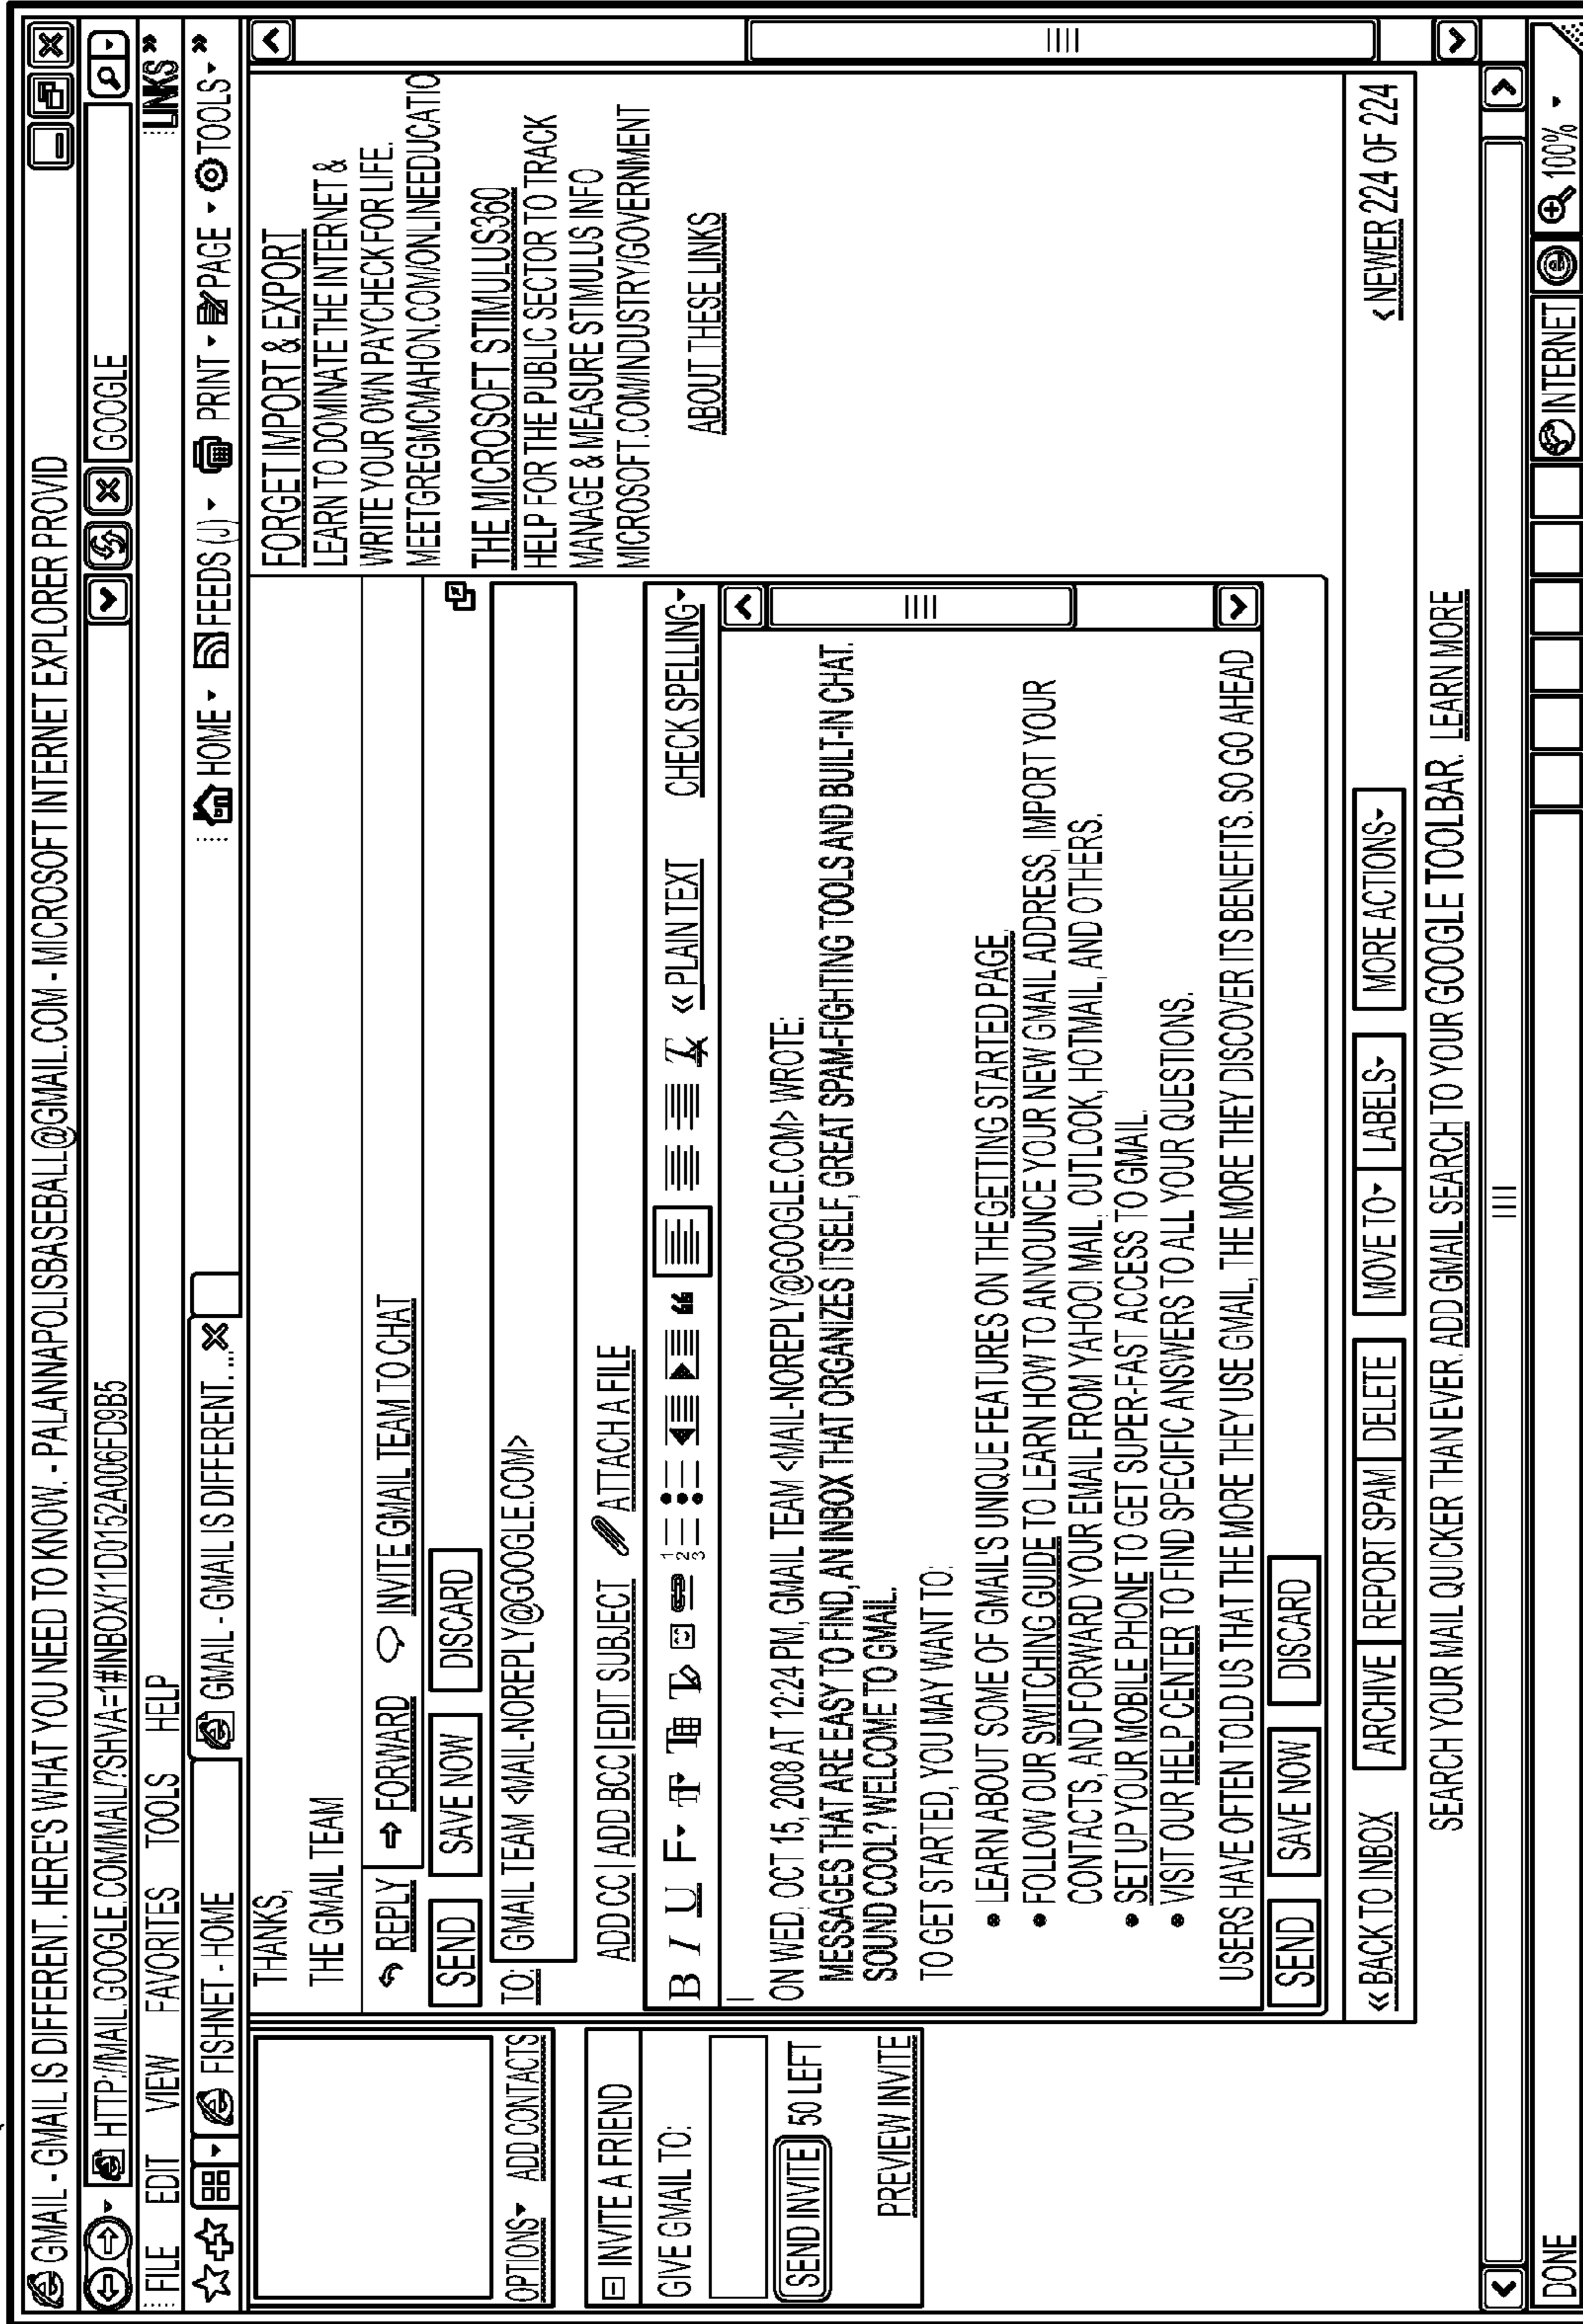 GMAIL - GMAIL IS DIFFERENT. HERE'S WHAT YOU NEED TO KNOW. - PALANNAPOLISBASEBALL@GMAIL.COM - MICROSOFT INTERNET EXPLORER PROVID
HTTP://MAIL.GOOGLE.COMMAIL/?SHVA=1#INBOX/11D0152A006FD9B5
GOOGLE
FILE EDIT VIEW FAVORITES TOOLS HELP
LINKS »
FISHNET - HOME
GMAIL - GMAIL IS DIFFERENT. ...
HOME FEEDS (J) PRINT PAGE TOOLS »
OPTIONS ADD CONTACTS
INVITE A FRIEND
GIVE GMAIL TO:
SEND INVITE 50 LEFT
PREVIEW INVITE
THANKS,
THE GMAIL TEAM
REPLY FORWARD INVITE GMAIL TEAM TO CHAT
SEND SAVE NOW DISCARD
TO: GMAIL TEAM <MAIL-NOREPLY@GOOGLE.COM>
ADD CC | ADD BCC | EDIT SUBJECT ATTACH A FILE
B I U F T T T 1 2 3 “ T « PLAIN TEXT CHECK SPELLING
ON WED, OCT 15, 2008 AT 12:24 PM, GMAIL TEAM <MAIL-NOREPLY@GOOGLE.COM> WROTE:
MESSAGES THAT ARE EASY TO FIND, AN INBOX THAT ORGANIZES ITSELF, GREAT SPAM-FIGHTING TOOLS AND BUILT-IN CHAT.
SOUND COOL? WELCOME TO GMAIL.
TO GET STARTED, YOU MAY WANT TO:
• LEARN ABOUT SOME OF GMAIL'S UNIQUE FEATURES ON THE GETTING STARTED PAGE.
• FOLLOW OUR SWITCHING GUIDE TO LEARN HOW TO ANNOUNCE YOUR NEW GMAIL ADDRESS, IMPORT YOUR
CONTACTS, AND FORWARD YOUR EMAIL FROM YAHOO! MAIL, OUTLOOK, HOTMAIL, AND OTHERS.
• SET UP YOUR MOBILE PHONE TO GET SUPER-FAST ACCESS TO GMAIL.
• VISIT OUR HELP CENTER TO FIND SPECIFIC ANSWERS TO ALL YOUR QUESTIONS.
USERS HAVE OFTEN TOLD US THAT THE MORE THEY USE GMAIL, THE MORE THEY DISCOVER ITS BENEFITS. SO GO AHEAD
SEND SAVE NOW DISCARD
FORGET IMPORT & EXPORT
LEARN TO DOMINATE THE INTERNET &
WRITE YOUR OWN PAYCHECK FOR LIFE.
MEETGREGMCMAHON.COM/ONLINEEDUCATIO
THE MICROSOFT STIMULUS360
HELP FOR THE PUBLIC SECTOR TO TRACK
MANAGE & MEASURE STIMULUS INFO
MICROSOFT.COM/INDUSTRY/GOVERNMENT
ABOUT THESE LINKS
« BACK TO INBOX ARCHIVE REPORT SPAM DELETE MOVE TO LABELS MORE ACTIONS < NEWER 224 OF 224
SEARCH YOUR MAIL QUICKER THAN EVER. ADD GMAIL SEARCH TO YOUR GOOGLE TOOLBAR. LEARN MORE
DONE INTERNET 100%